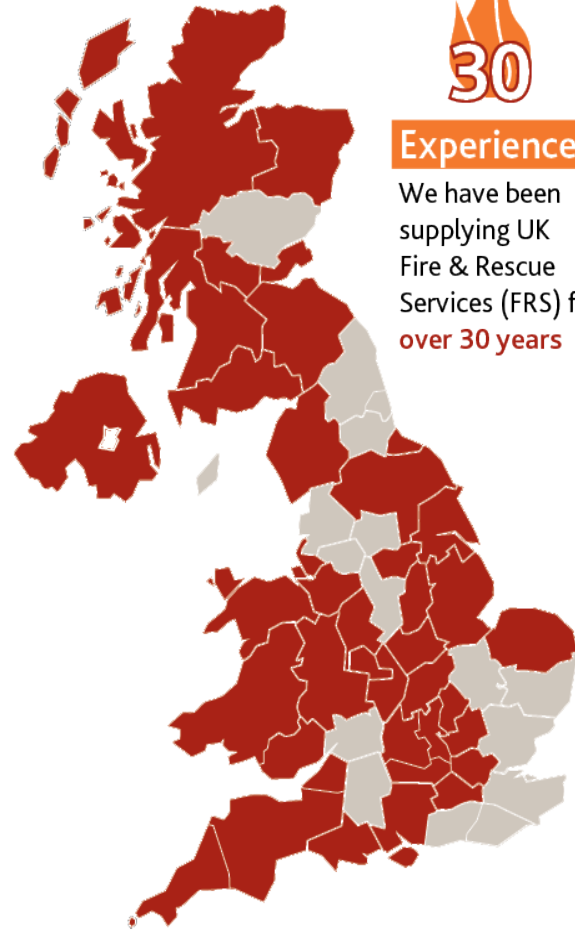 30
Experience
We have been
supplying UK
Fire & Rescue
Services (FRS) f
over 30 years